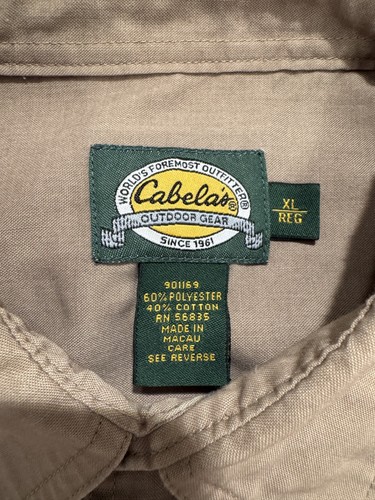 WORLD'S FOREMOST OUTFITTER®
Cabela's®
OUTDOOR GEAR
SINCE 1961
XL
REG
901169
60% POLYESTER
40% COTTON
RN 56835
MADE IN
MACAU
CARE
SEE REVERSE